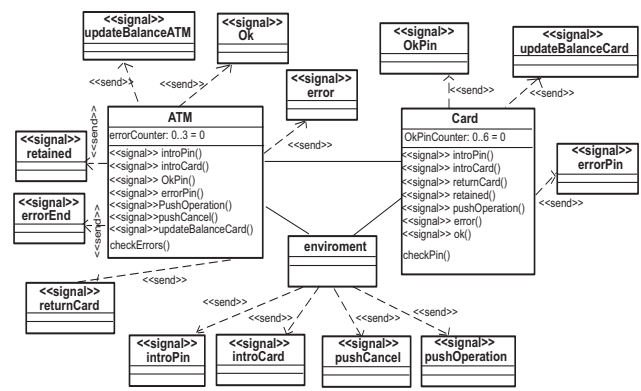 <<signal>>
updateBalanceATM
<<signal>>
Ok
<<signal>>
OkPin
<<signal>>
updateBalanceCard
<<send>>
<<send>>
<<send>>
<<send>>
<<signal>>
error
<<send>>
<<signal>>
retained
<<send>>
ATM
errorCounter: 0..3 = 0
<<signal>> introPin()
<<signal>> introCard()
<<signal>> OkPin()
<<signal>> errorPin()
<<signal>>PushOperation()
<<signal>>pushCancel()
<<signal>>updateBalanceCard()
checkErrors()
Card
OkPinCounter: 0..6 = 0
<<signal>> introPin()
<<signal>> introCard()
<<signal>> returnCard()
<<signal>> retained()
<<signal>> pushOperation()
<<signal>> error()
<<signal>> ok()
checkPin()
<<signal>>
errorPin
<<send>>
<<signal>>
errorEnd
<<send>>
enviroment
<<signal>>
returnCard
<<send>>
<<send>>
<<send>>
<<send>>
<<send>>
<<signal>>
introPin
<<signal>>
introCard
<<signal>>
pushCancel
<<signal>>
pushOperation